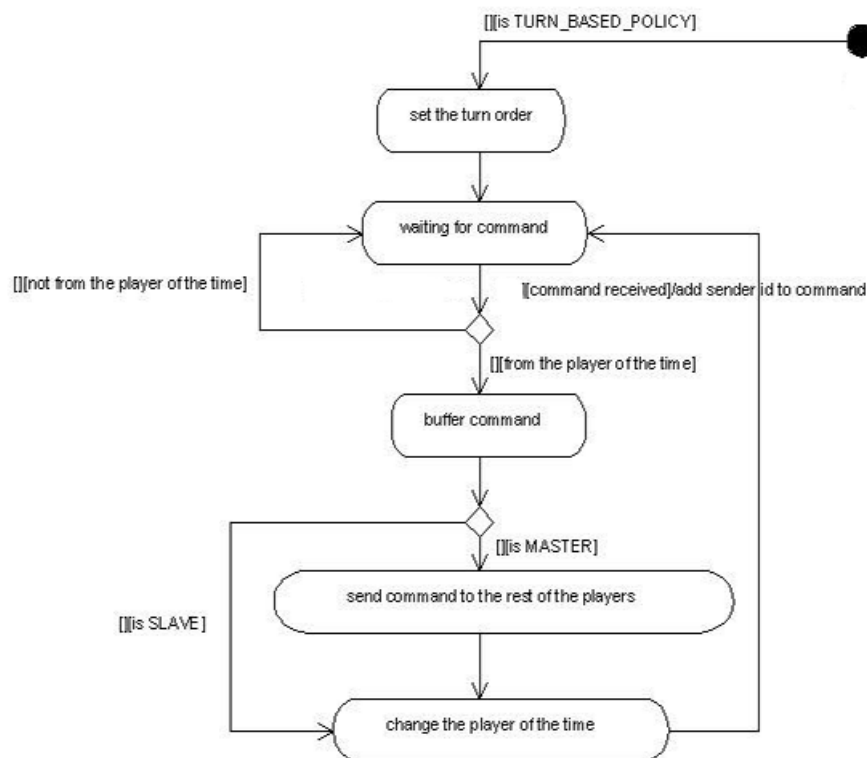 [][is TURN_BASED_POLICY]
set the turn order
waiting for command
[][not from the player of the time]
][command received]/add sender id to command
[][from the player of the time]
buffer command
[][is MASTER]
send command to the rest of the players
[][is SLAVE]
change the player of the time